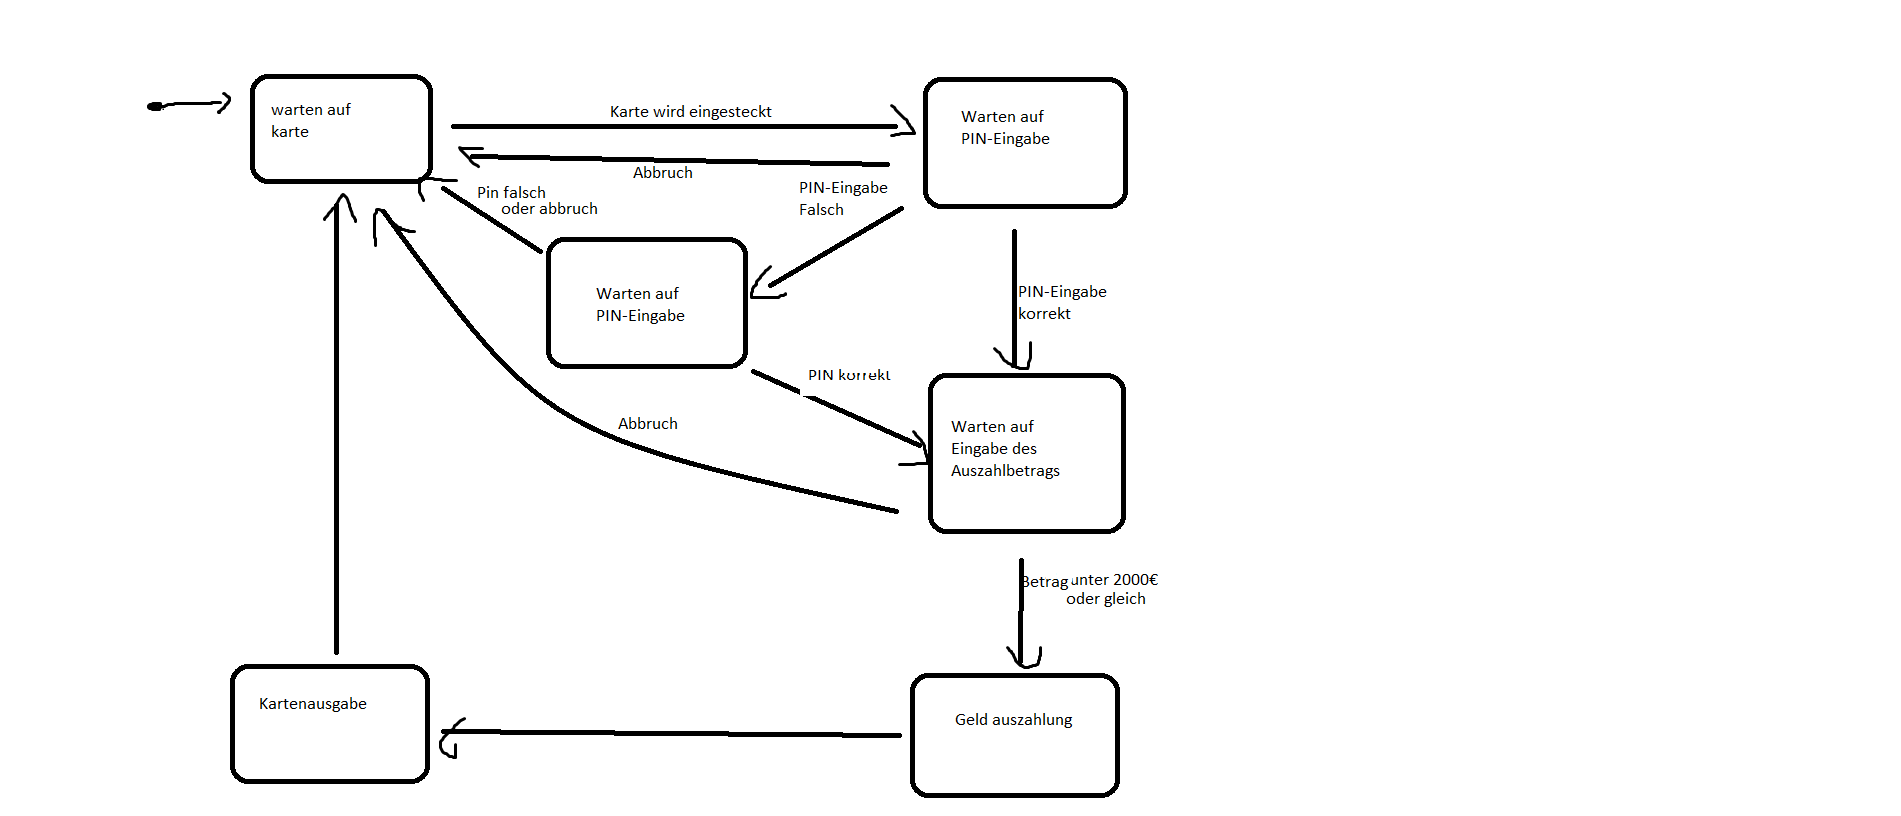 warten auf
karte
Karte wird eingesteckt
Warten auf
PIN-Eingabe
Abbruch
Pin falsch
oder abbruch
PIN-Eingabe
Falsch
Warten auf
PIN-Eingabe
PIN-Eingabe
korrekt
PIN korrekt
Abbruch
Warten auf
Eingabe des
Auszahlbetrags
Betrag unter 2000€
oder gleich
Kartenausgabe
Geld auszahlung